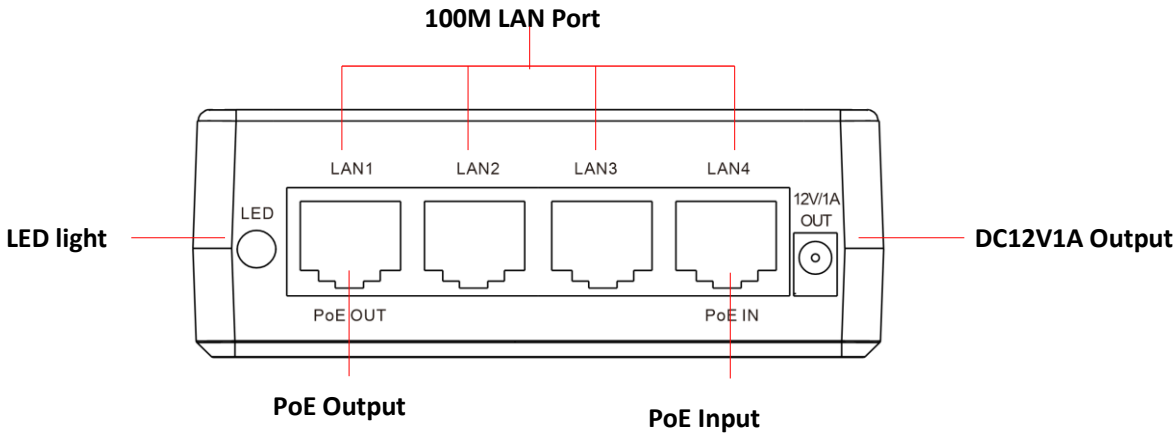 100M LAN Port
LAN1 LAN2 LAN3 LAN4
12V/1A
OUT
LED
LED light
DC12V1A Output
PoE OUT PoE IN
PoE Output
PoE Input